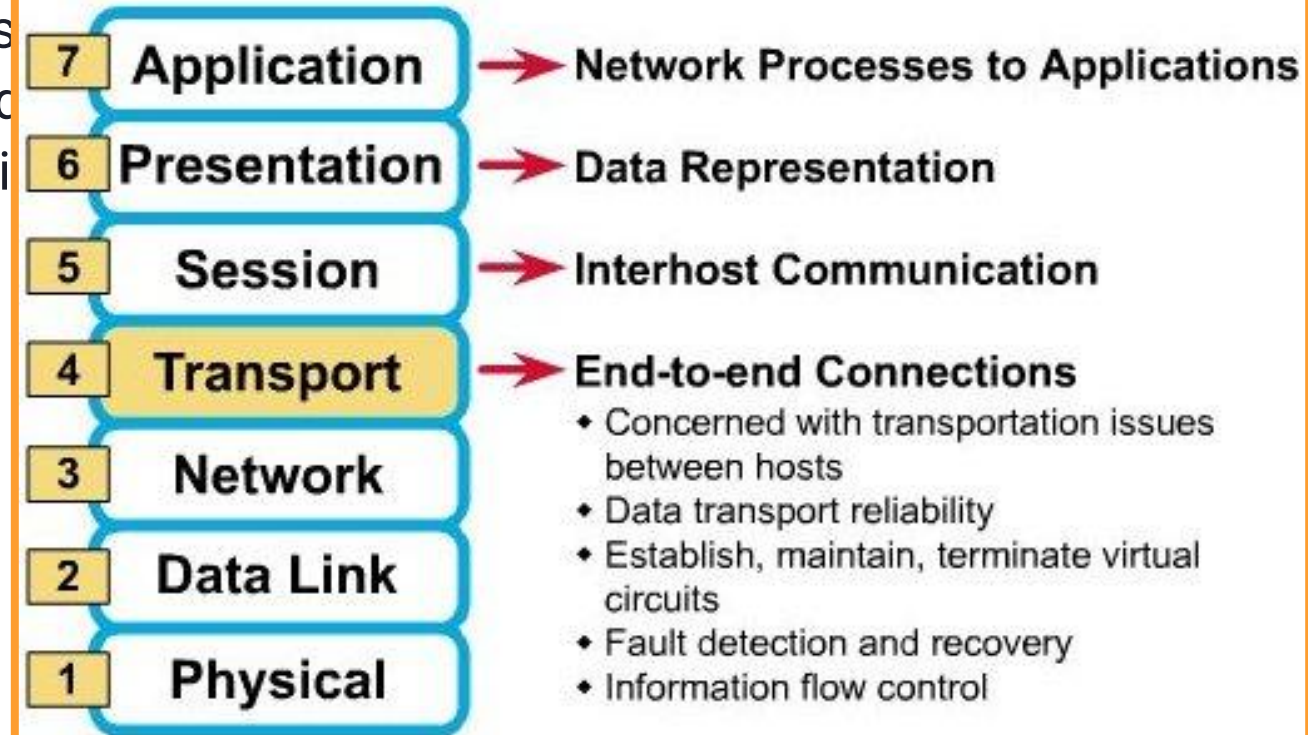 7 Application Network Processes to Applications
6 Presentation Data Representation
5 Session Interhost Communication
4 Transport End-to-end Connections
◆ Concerned with transportation issues
between hosts
3 Network
◆ Data transport reliability
◆ Establish, maintain, terminate virtual
circuits
2 Data Link
◆ Fault detection and recovery
1 Physical
◆ Information flow control